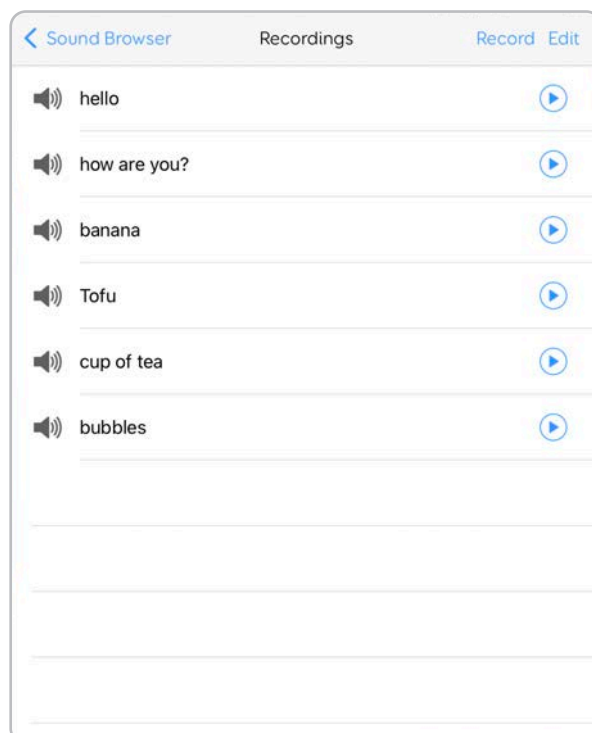 Sound Browser Recordings Record Edit
hello
how are you?
banana
Tofu
cup of tea
bubbles